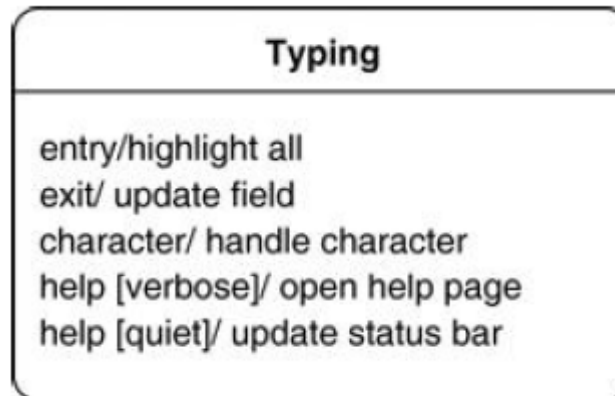 Typing
entry/highlight all
exit/ update field
character/ handle character
help [verbose]/ open help page
help [quiet]/ update status bar